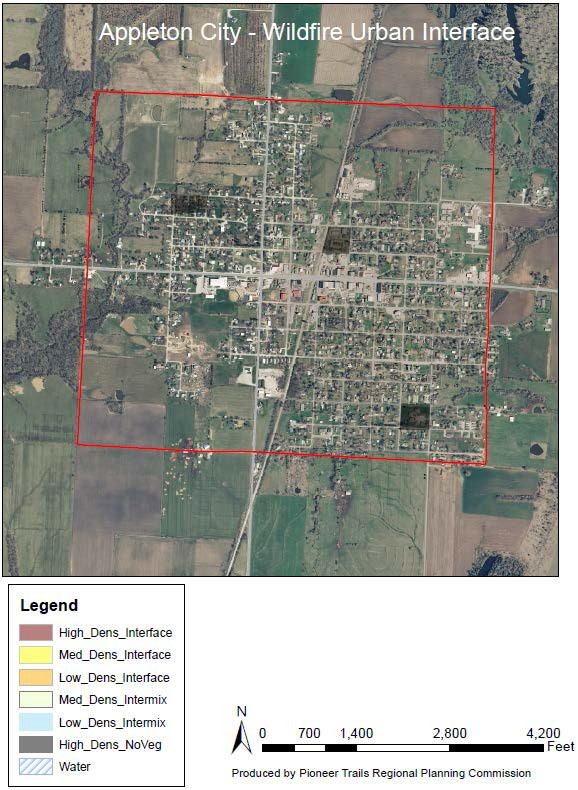 Appleton City - Wildfire Urban Interface
Legend
High_Dens_Interface
Med_Dens_Interface
Low_Dens_Interface
Med_Dens_Intermix
Low_Dens_Intermix
High_Dens_NoVeg
Water
N
0 700 1,400 2,800 4,200
Feet
Produced by Pioneer Trails Regional Planning Commission